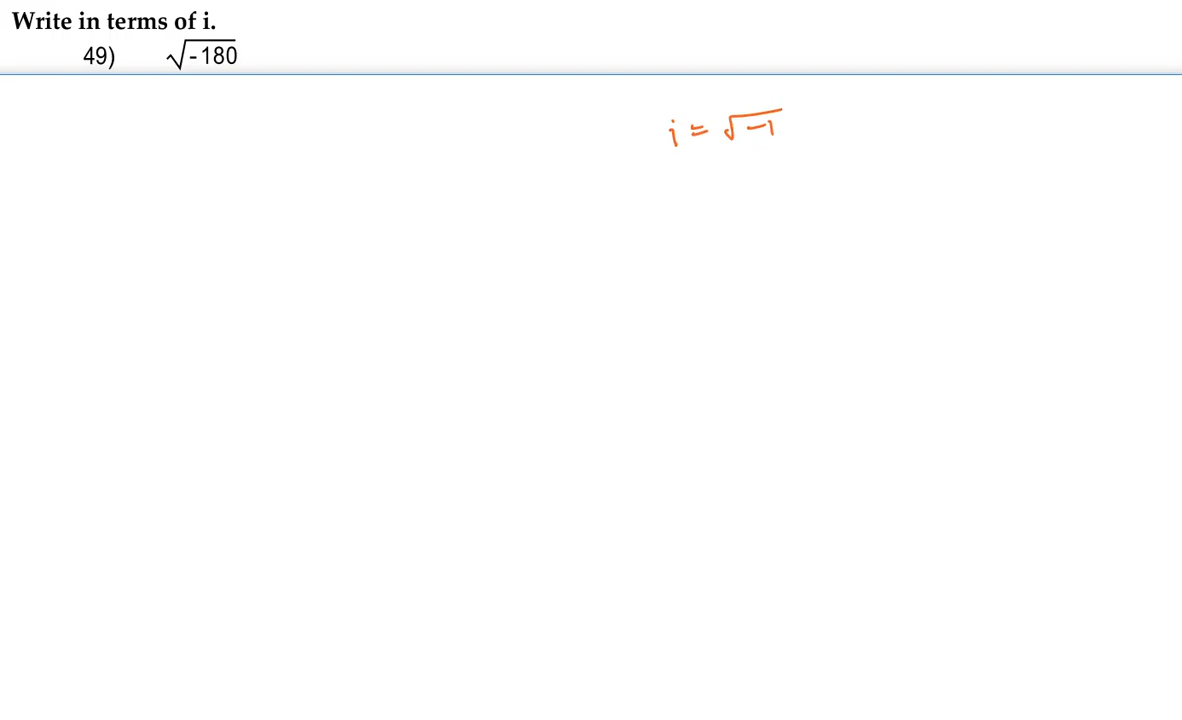 Write in terms of i.
49) √-180
i = √-1